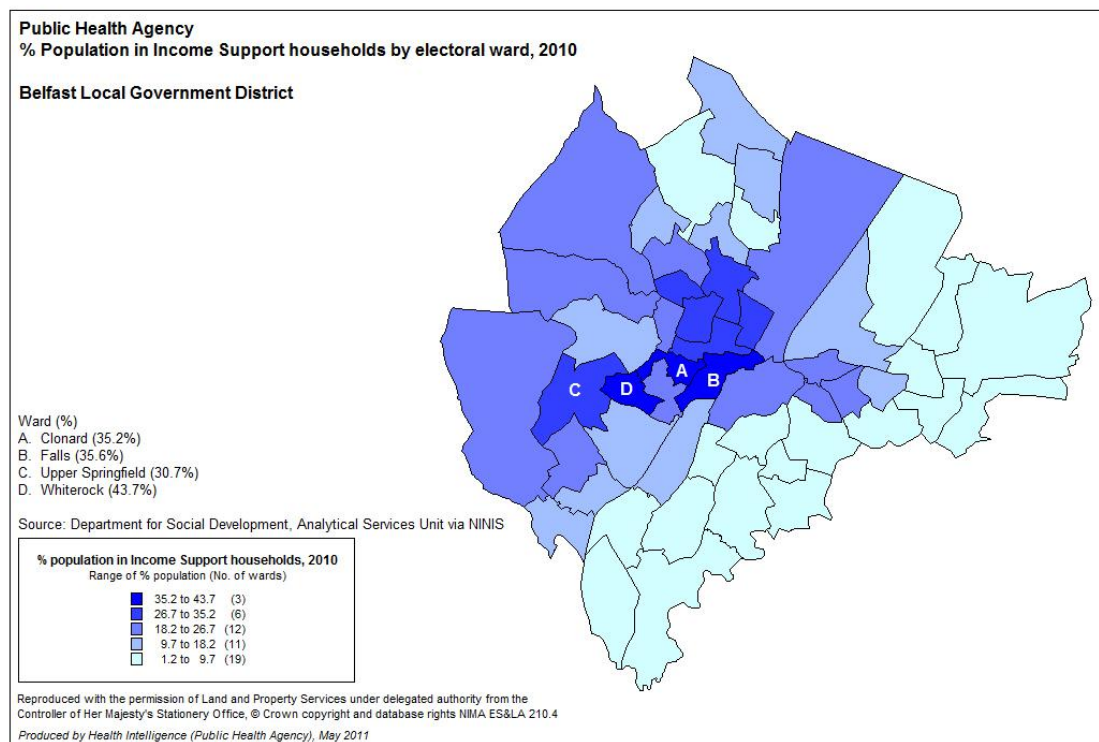 Public Health Agency
% Population in Income Support households by electoral ward, 2010
Belfast Local Government District
A
B
C
D
Ward (%)
A. Clonard (35.2%)
B. Falls (35.6%)
C. Upper Springfield (30.7%)
D. Whiterock (43.7%)
Source: Department for Social Development, Analytical Services Unit via NINIS
% population in Income Support households, 2010
Range of % population (No. of wards)
35.2 to 43.7 (3)
26.7 to 35.2 (6)
18.2 to 26.7 (12)
9.7 to 18.2 (11)
1.2 to 9.7 (19)
Reproduced with the permission of Land and Property Services under delegated authority from the
Controller of Her Majesty's Stationery Office, © Crown copyright and database rights NIMA ES&LA 210.4
Produced by Health Intelligence (Public Health Agency), May 2011